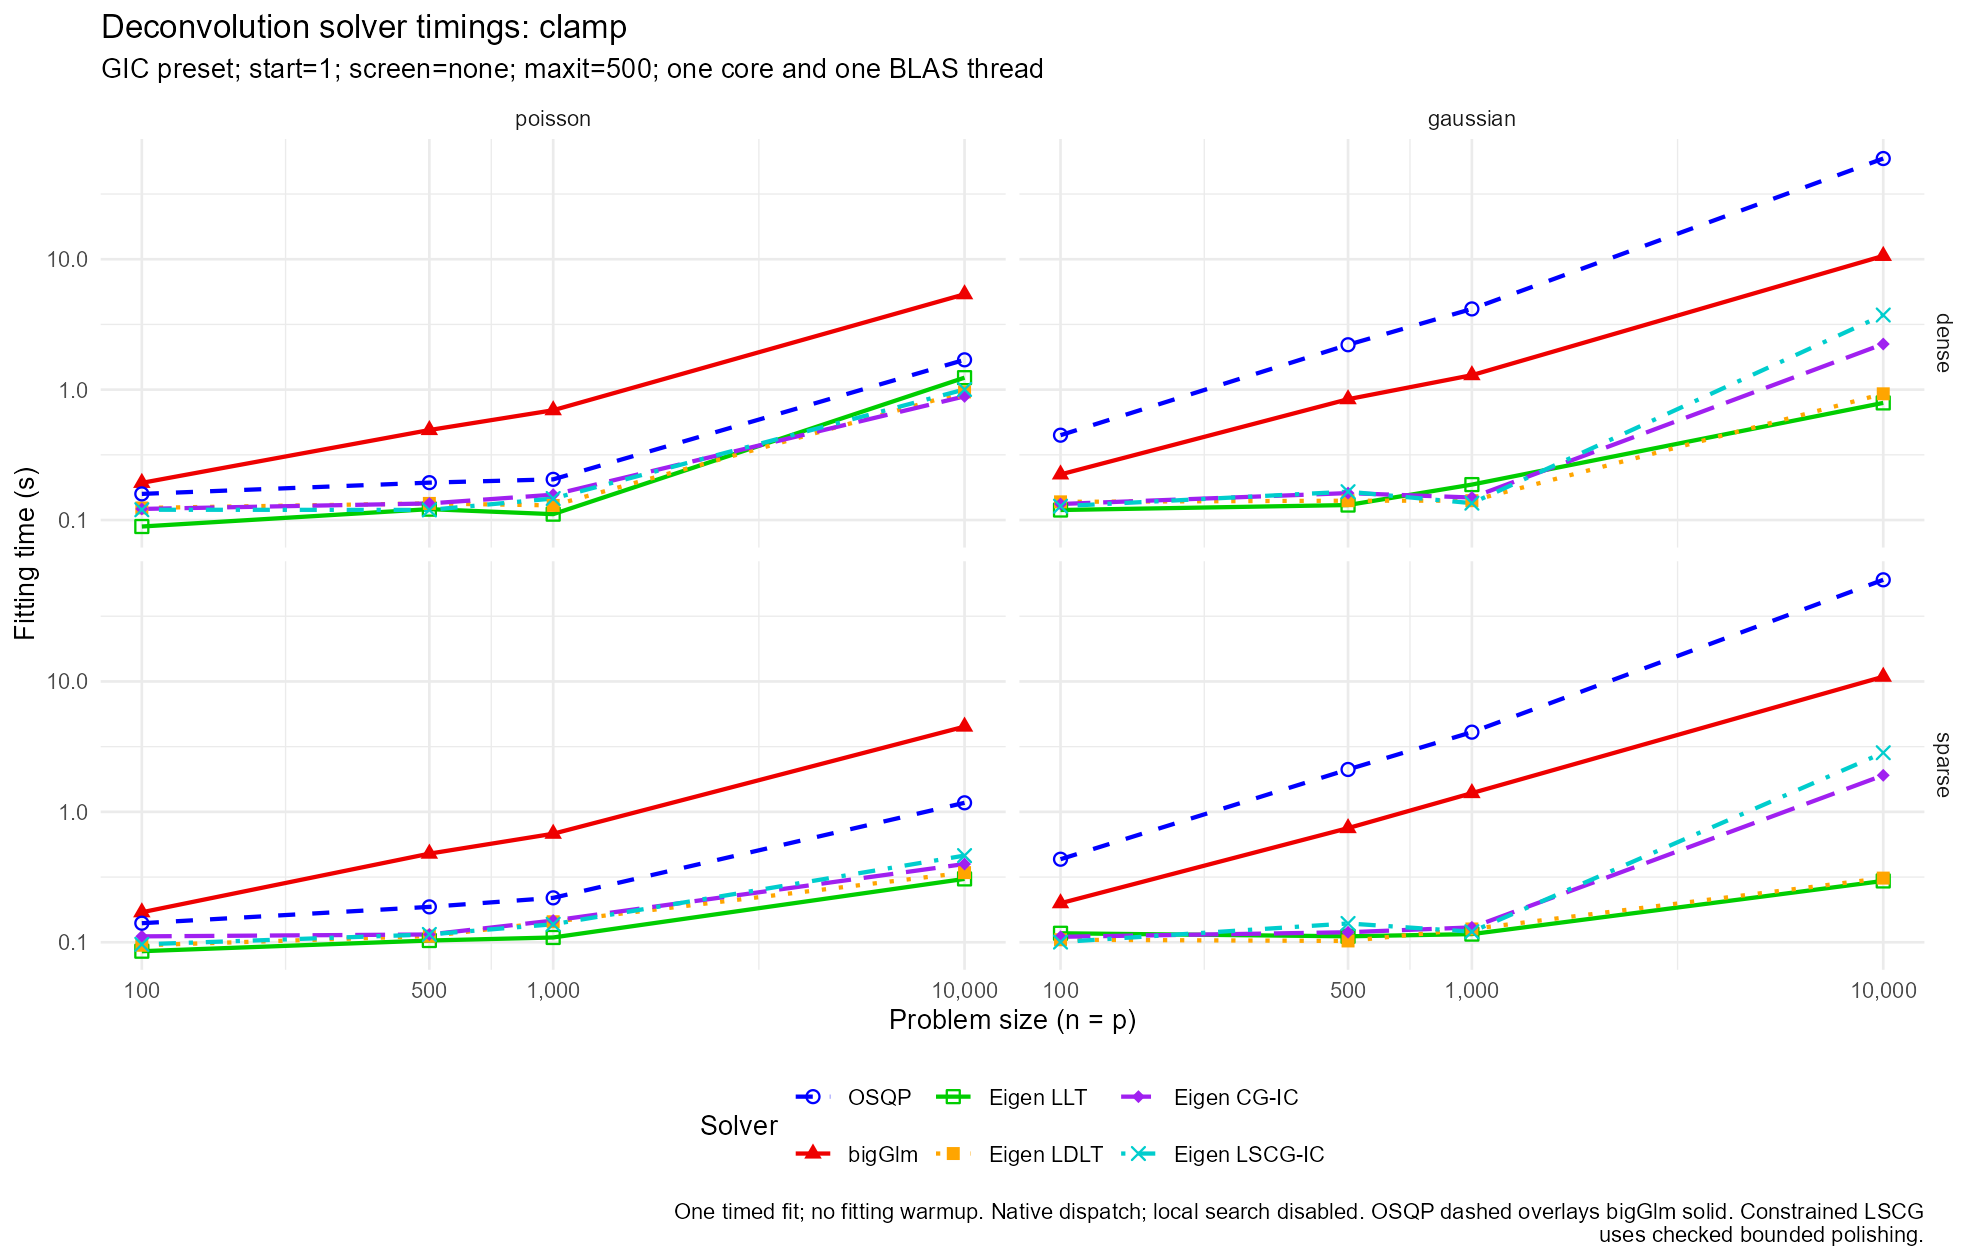 Deconvolution solver timings: clamp
GIC preset; start=1; screen=none; maxit=500; one core and one BLAS thread
poisson
gaussian
10.0
1.0
0.1
dense
10.0
1.0
0.1
sparse
Fitting time (s)
100
500
1,000
10,000
100
500
1,000
10,000
Problem size (n = p)
Solver
OSQP
Eigen LLT
Eigen CG-IC
bigGlm
Eigen LDLT
Eigen LSCG-IC
One timed fit; no fitting warmup. Native dispatch; local search disabled. OSQP dashed overlays bigGlm solid. Constrained LSCG
uses checked bounded polishing.